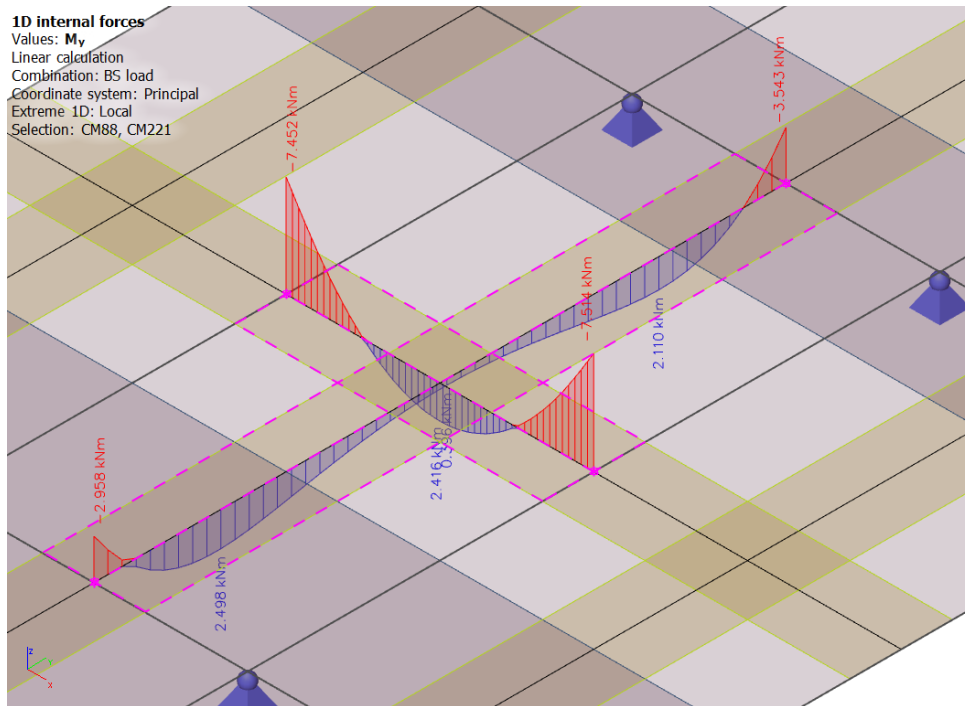 1D internal forces
Values: My
Linear calculation
Combination: BS load
Coordinate system: Principal
Extreme 1D: Local
Selection: CM88, CM221
-7.452 kNm
-3.543 kNm
-7.514 kNm
2.110 kNm
2.416 kNm
-2.958 kNm
2.498 kNm
z
y
x